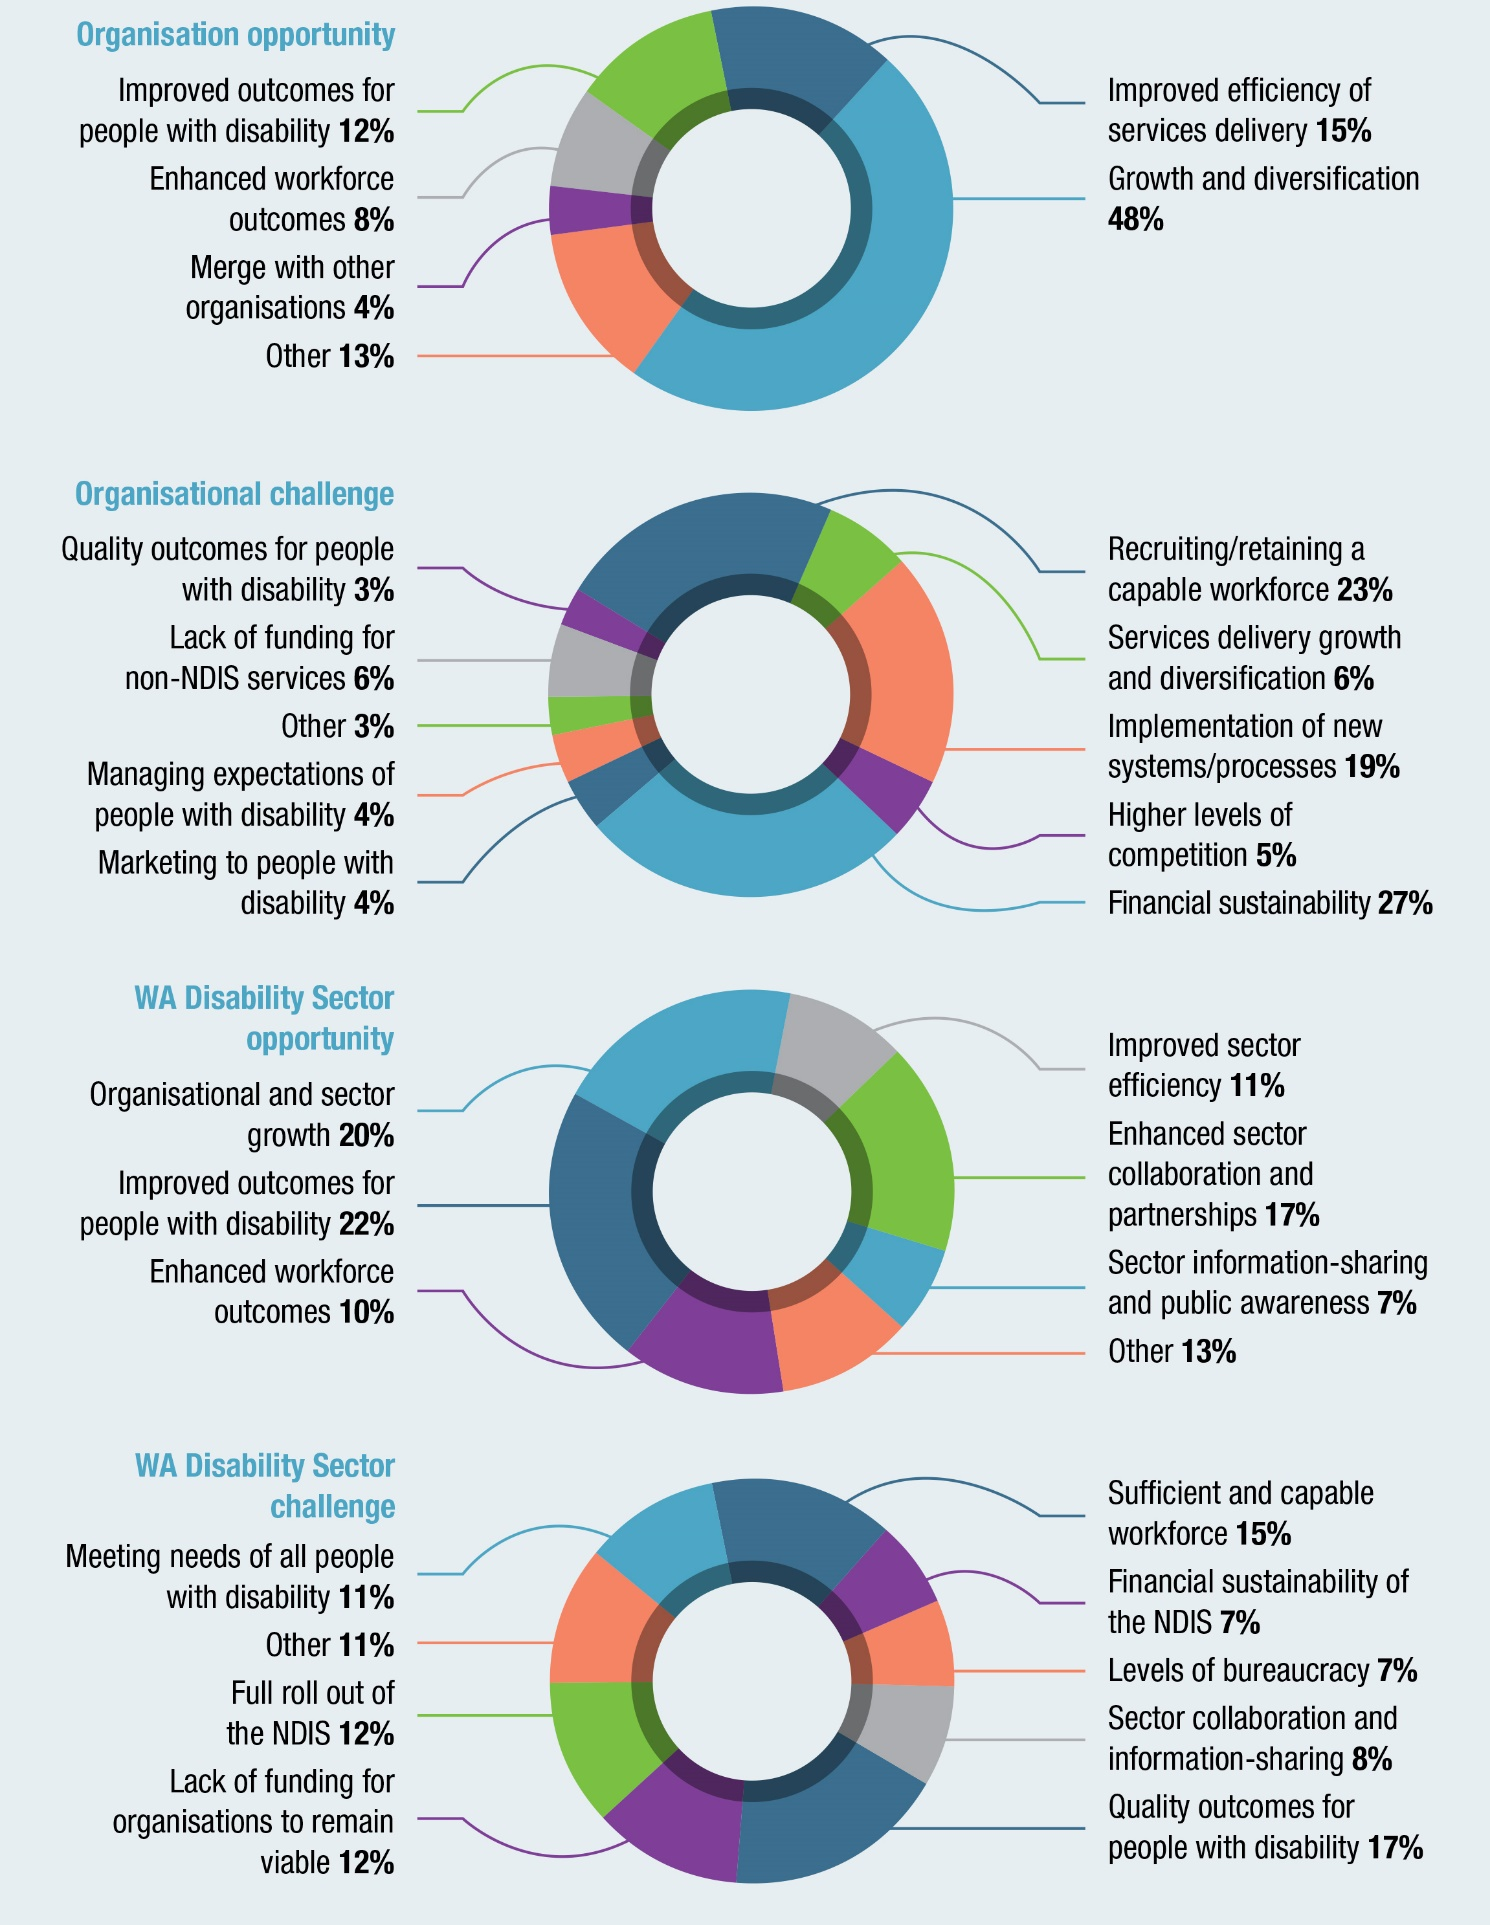 Organisation opportunity
Improved outcomes for
people with disability 12%
Enhanced workforce
outcomes 8%
Merge with other
organisations 4%
Other 13%
Improved efficiency of
services delivery 15%
Growth and diversification
48%
Organisational challenge
Quality outcomes for people
with disability 3%
Lack of funding for
non-NDIS services 6%
Other 3%
Managing expectations of
people with disability 4%
Marketing to people with
disability 4%
Recruiting/retaining a
capable workforce 23%
Services delivery growth
and diversification 6%
Implementation of new
systems/processes 19%
Higher levels of
competition 5%
Financial sustainability 27%
WA Disability Sector
opportunity
Organisational and sector
growth 20%
Improved outcomes for
people with disability 22%
Enhanced workforce
outcomes 10%
Improved sector
efficiency 11%
Enhanced sector
collaboration and
partnerships 17%
Sector information-sharing
and public awareness 7%
Other 13%
WA Disability Sector
challenge
Meeting needs of all people
with disability 11%
Other 11%
Full roll out of
the NDIS 12%
Lack of funding for
organisations to remain
viable 12%
Sufficient and capable
workforce 15%
Financial sustainability of
the NDIS 7%
Levels of bureaucracy 7%
Sector collaboration and
information-sharing 8%
Quality outcomes for
people with disability 17%